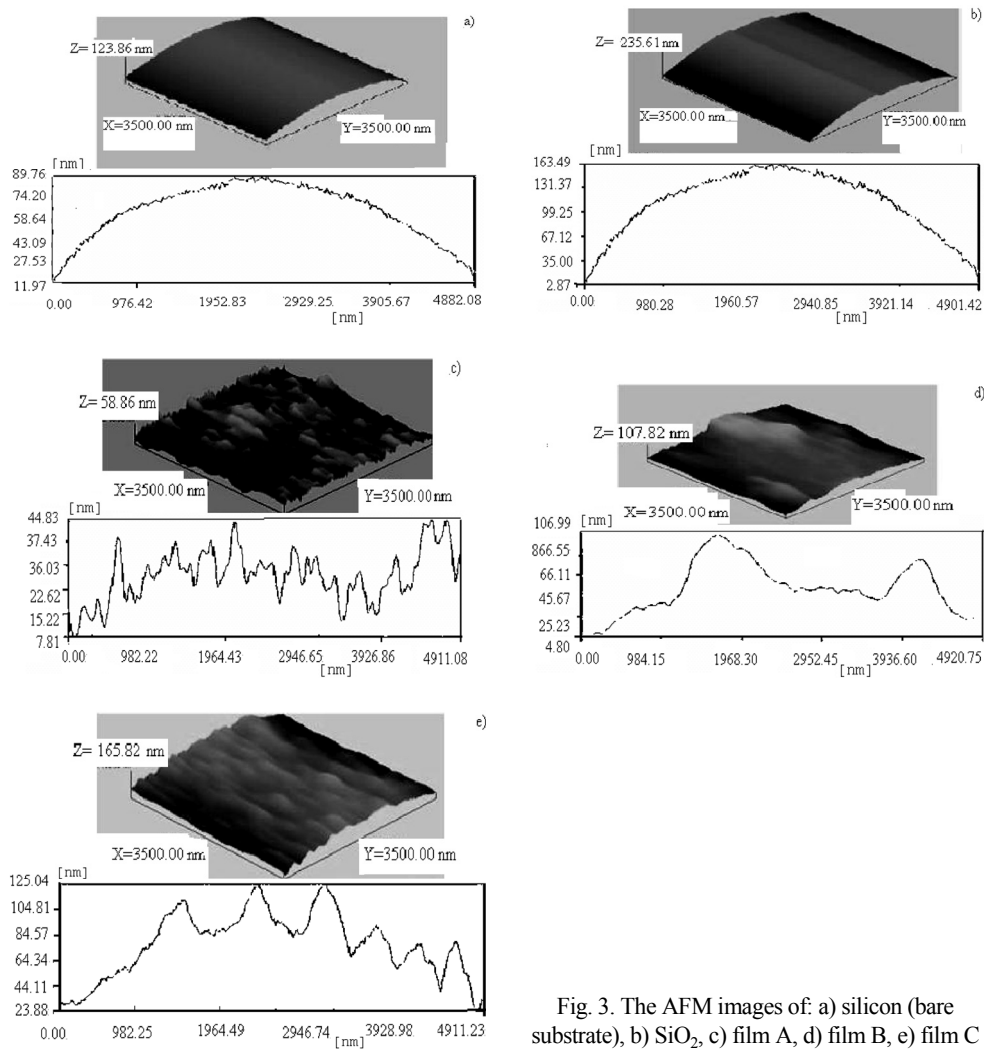 a)
Z= 123.86 nm
X=3500.00 nm
Y=3500.00 nm
[nm]
89.76
74.20
58.64
43.09
27.53
11.97
0.00 976.42 1952.83 2929.25 3905.67 4882.08
[nm]
b)
Z= 235.61 nm
X=3500.00 nm
Y=3500.00 nm
[nm]
163.49
131.37
99.25
67.12
35.00
2.87
0.00 980.28 1960.57 2940.85 3921.14 4901.42
[nm]
c)
Z= 58.86 nm
X=3500.00 nm
Y=3500.00 nm
[nm]
44.83
37.43
36.03
22.62
15.22
7.81
0.00 982.22 1964.43 2946.65 3926.86 4911.08
[nm]
d)
Z= 107.82 nm
X=3500.00 nm
Y=3500.00 nm
[nm]
106.99
866.55
66.11
45.67
25.23
4.80
0.00 984.15 1968.30 2952.45 3936.60 4920.75
[nm]
e)
Z= 165.82 nm
X=3500.00 nm
Y=3500.00 nm
[nm]
125.04
104.81
84.57
64.34
44.11
23.88
0.00 982.25 1964.49 2946.74 3928.98 4911.23
[nm]
Fig. 3. The AFM images of: a) silicon (bare
substrate), b) SiO₂, c) film A, d) film B, e) film C